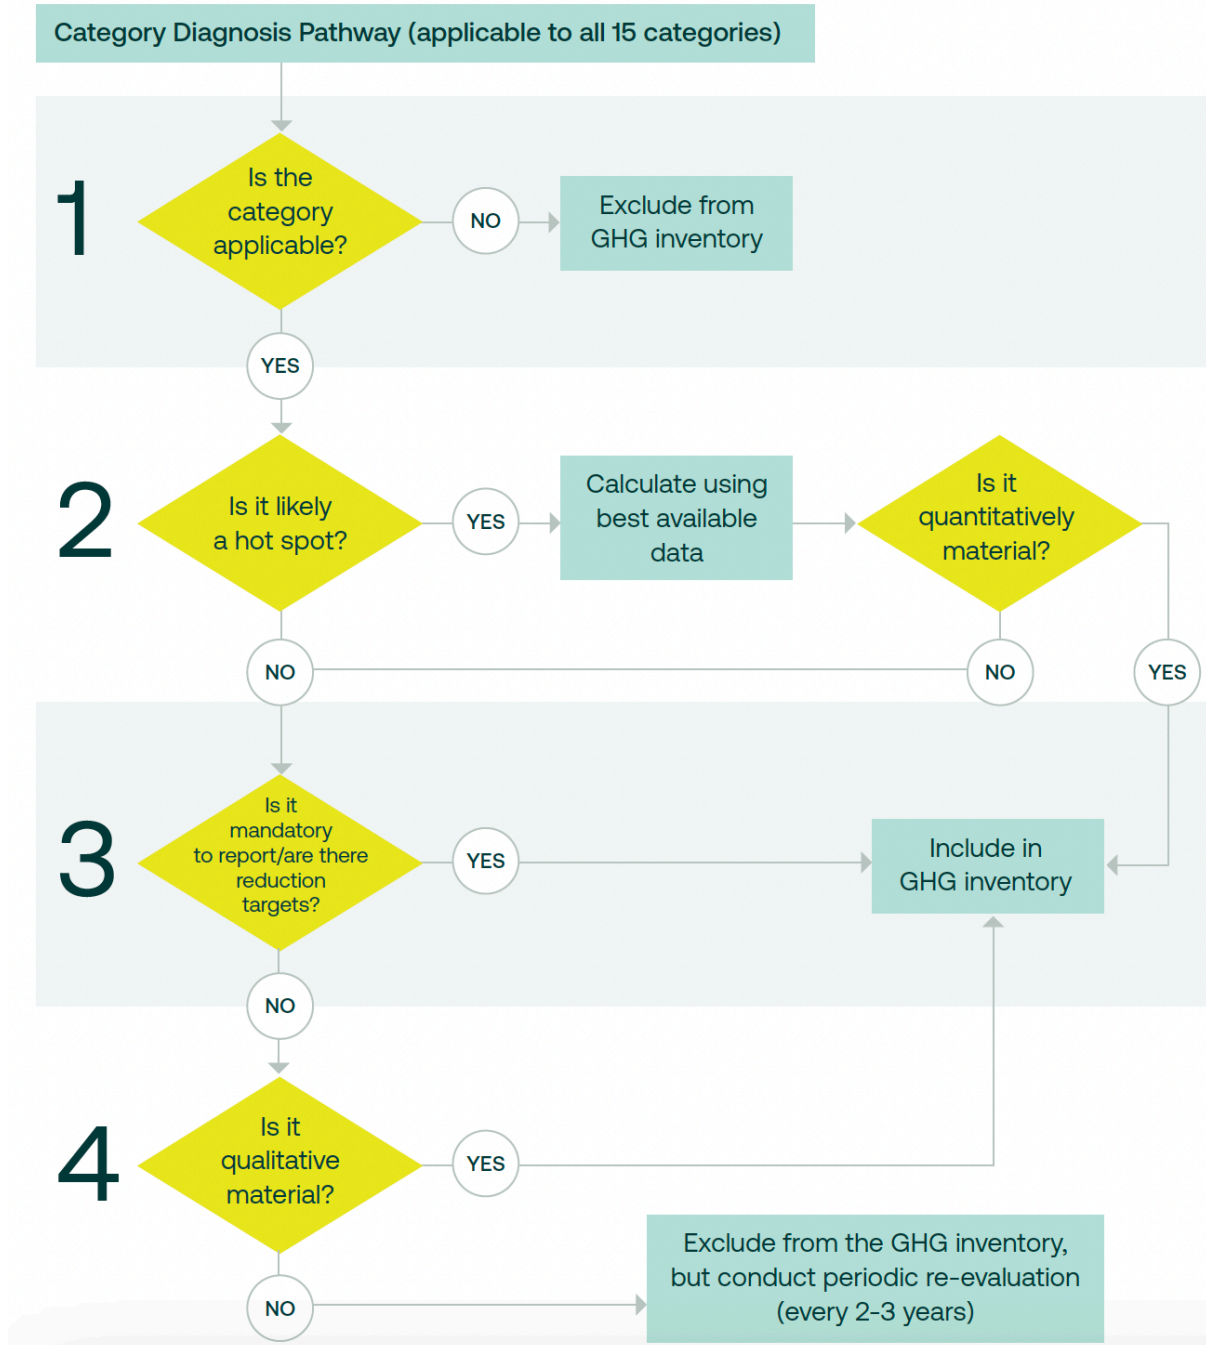 Category Diagnosis Pathway (applicable to all 15 categories)
1
Is the
category
applicable?
NO
Exclude from
GHG inventory
YES
2
Is it likely
a hot spot?
YES
Calculate using
best available
data
Is it
quantitatively
material?
NO
NO
YES
3
Is it
mandatory
to report/are there
reduction
targets?
YES
Include in
GHG inventory
NO
4
Is it
qualitative
material?
YES
NO
Exclude from the GHG inventory,
but conduct periodic re-evaluation
(every 2-3 years)